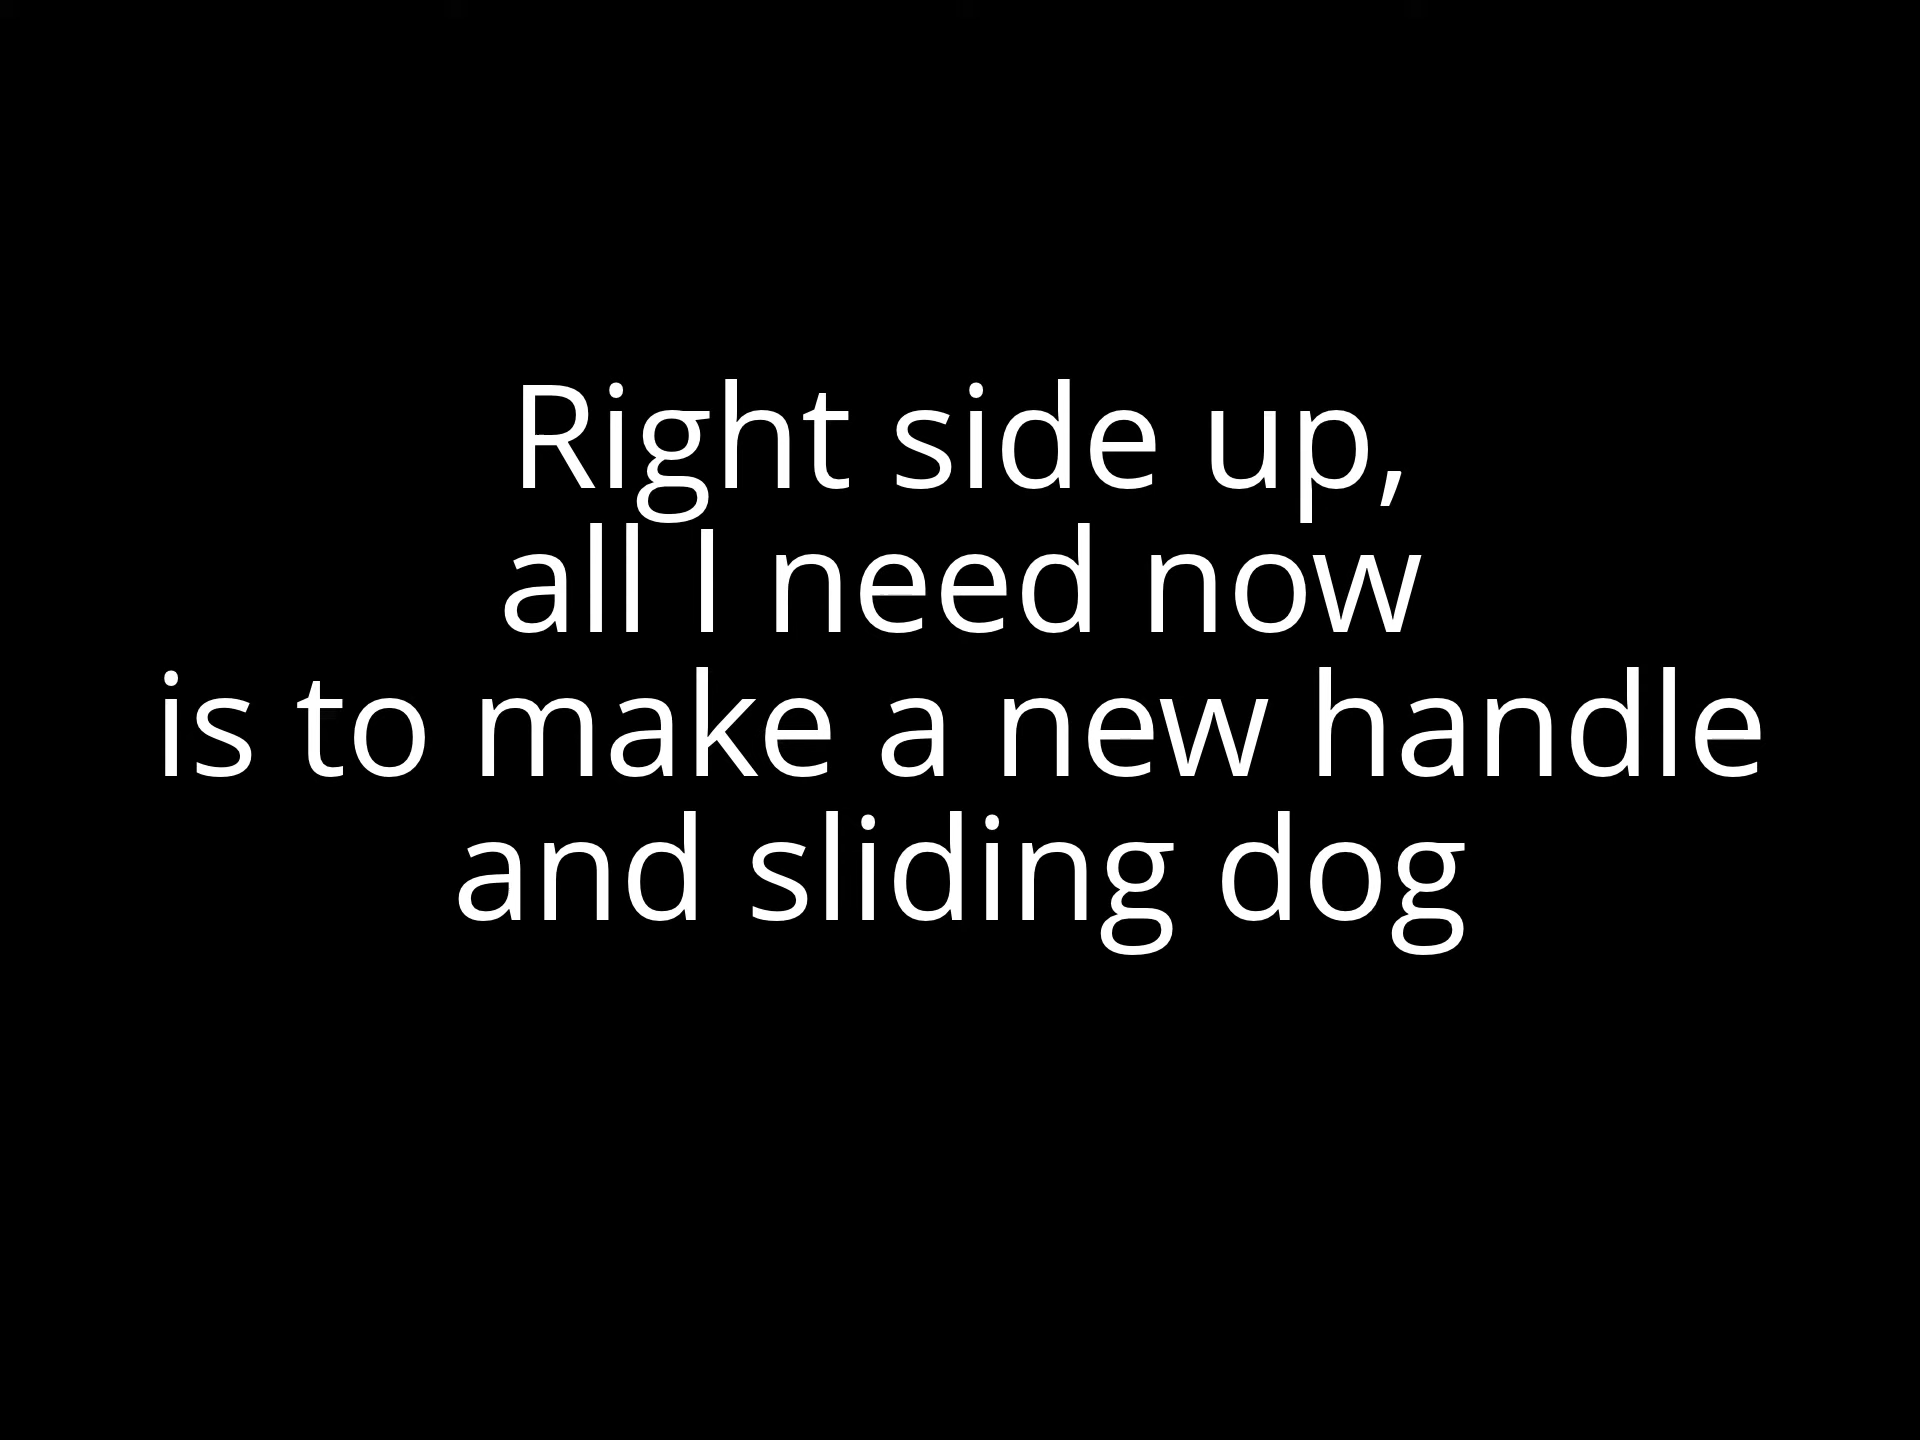 Right side up,
all I need now
is to make a new handle
and sliding dog